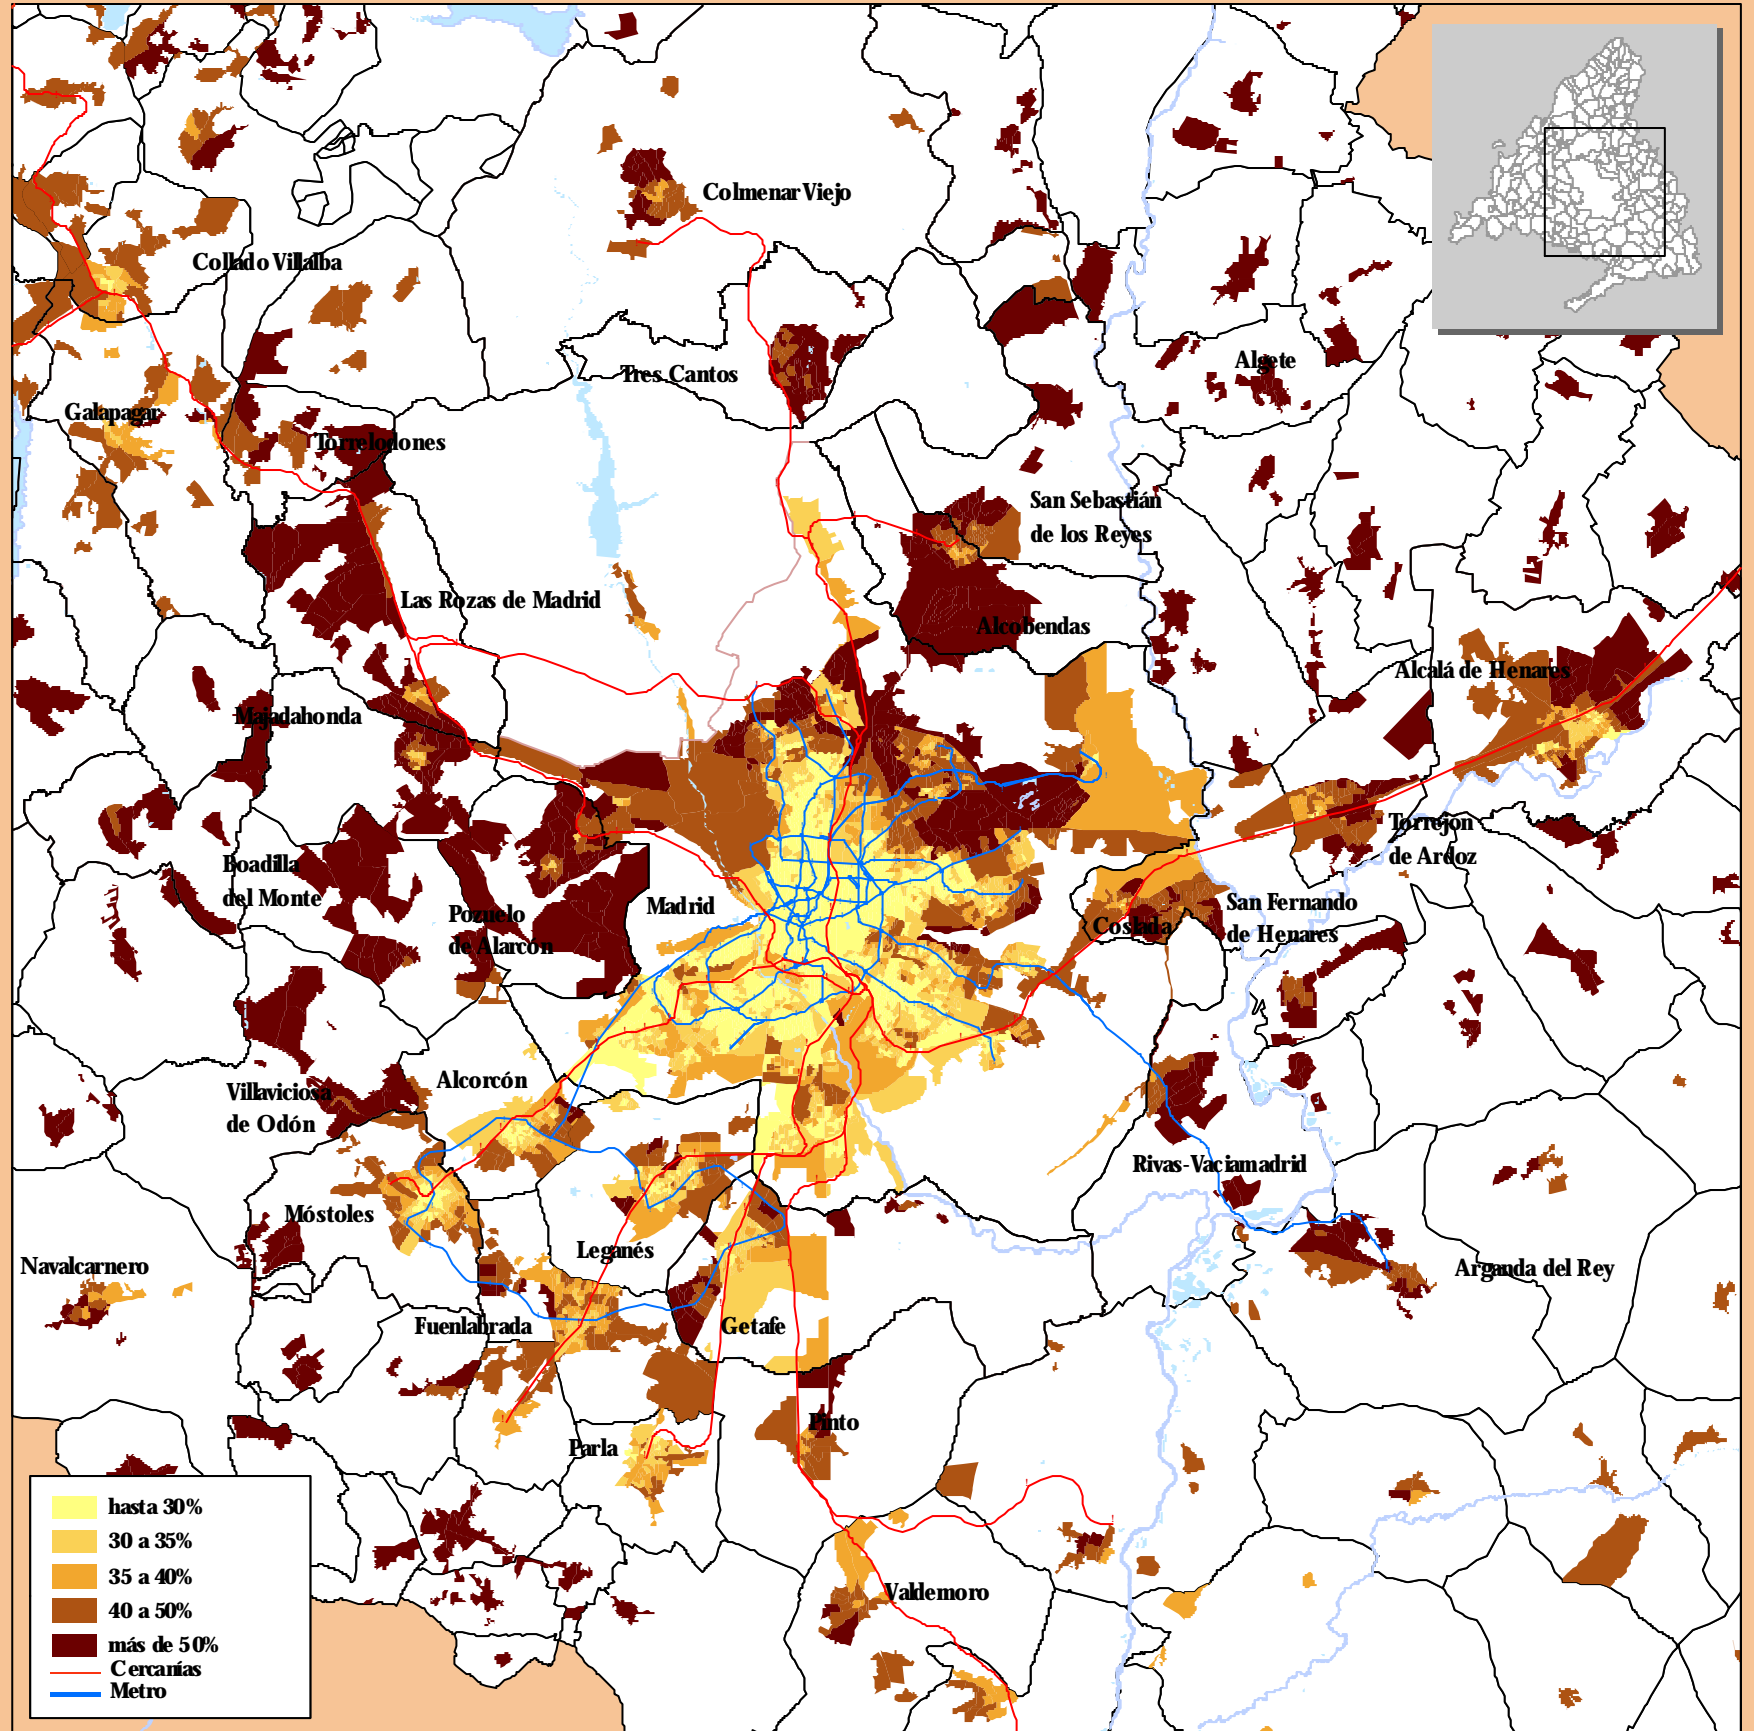 Colmenar Viejo
Collado Villalba
Tres Cantos
Algete
Galapagar
Torrelodones
San Sebastián
de los Reyes
Las Rozas de Madrid
Alcobendas
Alcalá de Henares
Majadahonda
Torrejón
de Ardoz
Boadilla
del Monte
Pozuelo
de Alarcón
Madrid
San Fernando
de Henares
Coslada
Alcorcón
Villaviciosa
de Odón
Rivas-Vaciamadrid
Móstoles
Leganés
Navalcarnero
Arganda del Rey
Fuenlabrada
Getafe
Pinto
Parla
Valdemoro
hasta 30%
30 a 35%
35 a 40%
40 a 50%
más de 50%
Cercanías
Metro